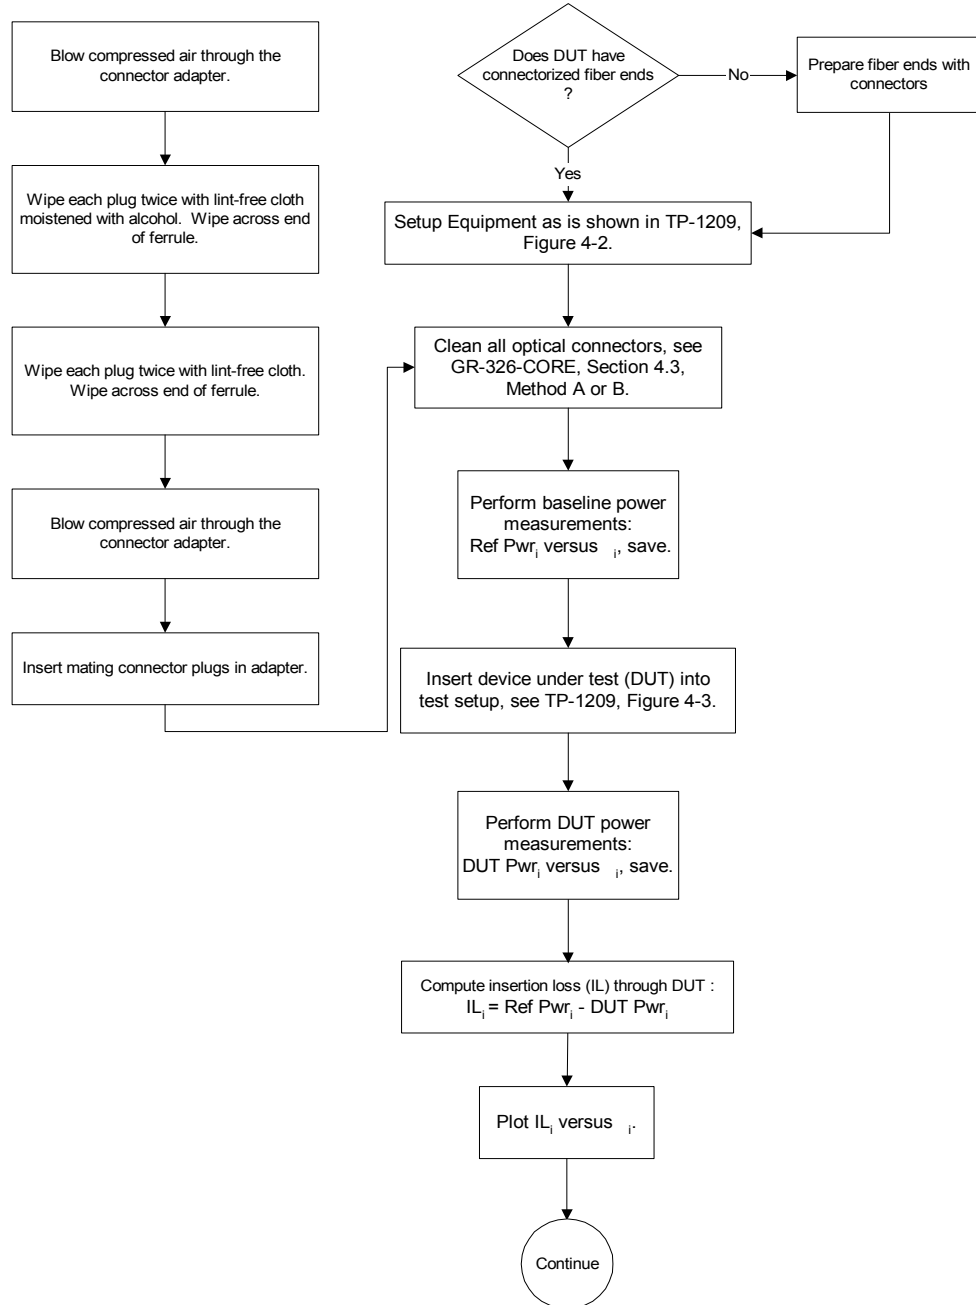 Blow compressed air through the
connector adapter.
Wipe each plug twice with lint-free cloth
moistened with alcohol. Wipe across end
of ferrule.
Wipe each plug twice with lint-free cloth.
Wipe across end of ferrule.
Blow compressed air through the
connector adapter.
Insert mating connector plugs in adapter.
Does DUT have
connectorized fiber ends
?
No
Prepare fiber ends with
connectors
Yes
Setup Equipment as is shown in TP-1209,
Figure 4-2.
Clean all optical connectors, see
GR-326-CORE, Section 4.3,
Method A or B.
Perform baseline power
measurements:
Ref Pwrᵢ versus ᵢ, save.
Insert device under test (DUT) into
test setup, see TP-1209, Figure 4-3.
Perform DUT power
measurements:
DUT Pwrᵢ versus ᵢ, save.
Compute insertion loss (IL) through DUT :
ILᵢ = Ref Pwrᵢ - DUT Pwrᵢ
Plot ILᵢ versus ᵢ.
Continue